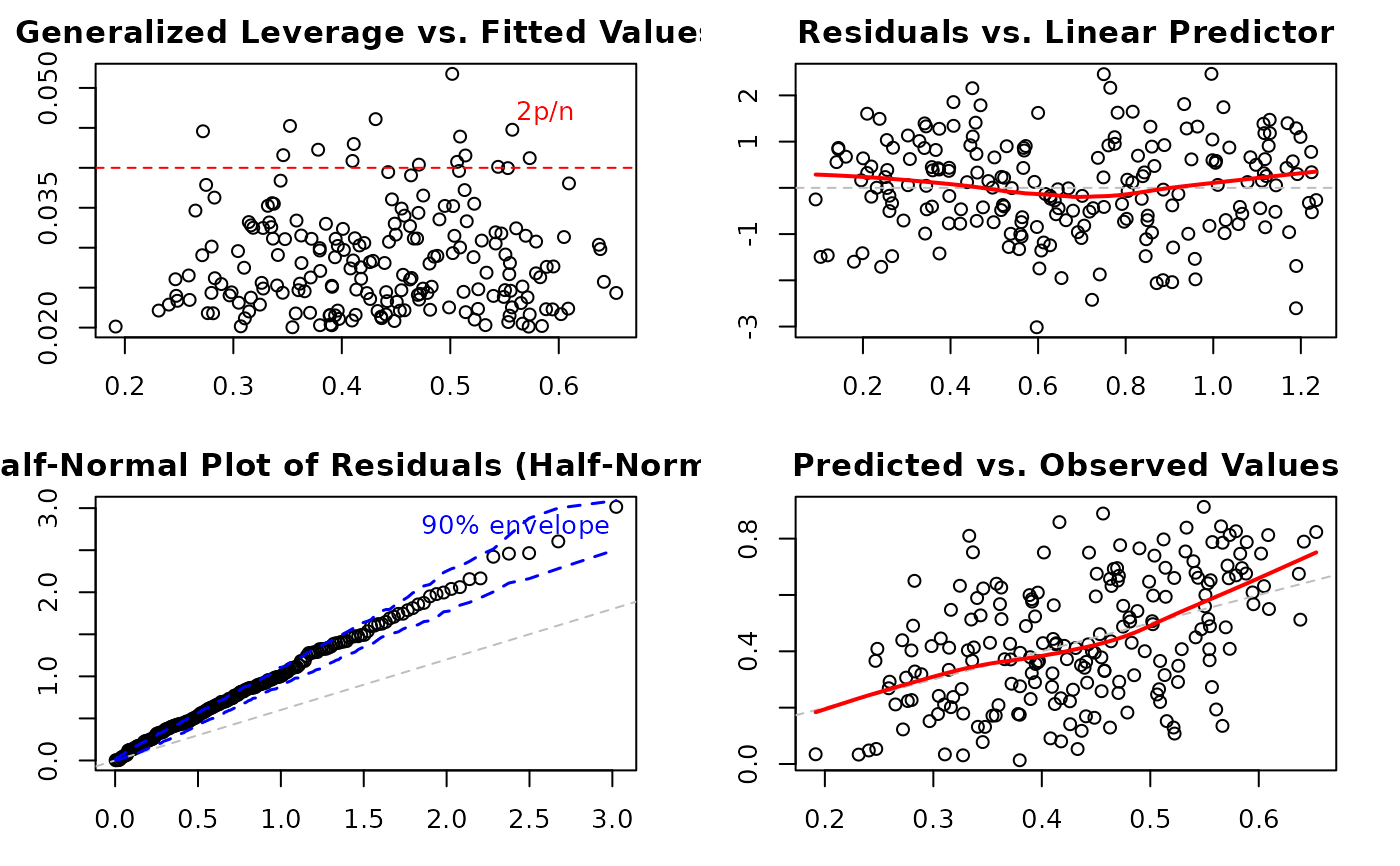 Generalized Leverage vs. Fitted Values
2p/n
0.050
0.035
0.020
0.2 0.3 0.4 0.5 0.6
Residuals vs. Linear Predictor
2
1
-1
-3
0.2 0.4 0.6 0.8 1.0 1.2
alf-Normal Plot of Residuals (Half-Norm
90% envelope
3.0
2.0
1.0
0.0
0.0 0.5 1.0 1.5 2.0 2.5 3.0
Predicted vs. Observed Values
0.8
0.4
0.0
0.2 0.3 0.4 0.5 0.6